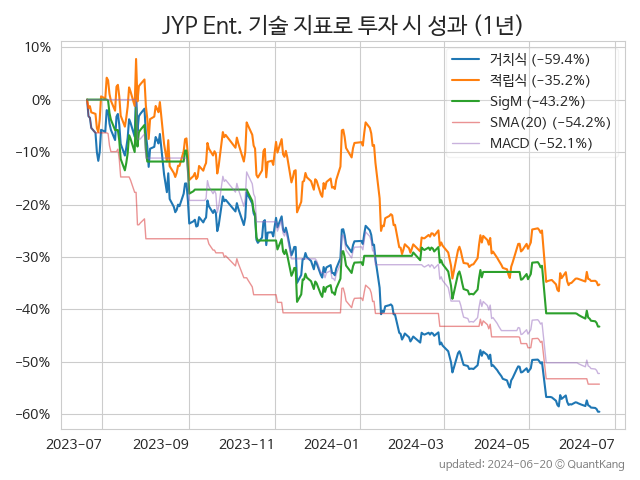 JYP Ent. 기술 지표로 투자 시 성과 (1년)
10%
0%
−10%
−20%
−30%
−40%
−50%
−60%
거치식 (−59.4%)
적립식 (−35.2%)
SigM (−43.2%)
SMA(20) (−54.2%)
MACD (−52.1%)
2023-07 2023-09 2023-11 2024-01 2024-03 2024-05 2024-07
updated: 2024-06-20 © QuantKang